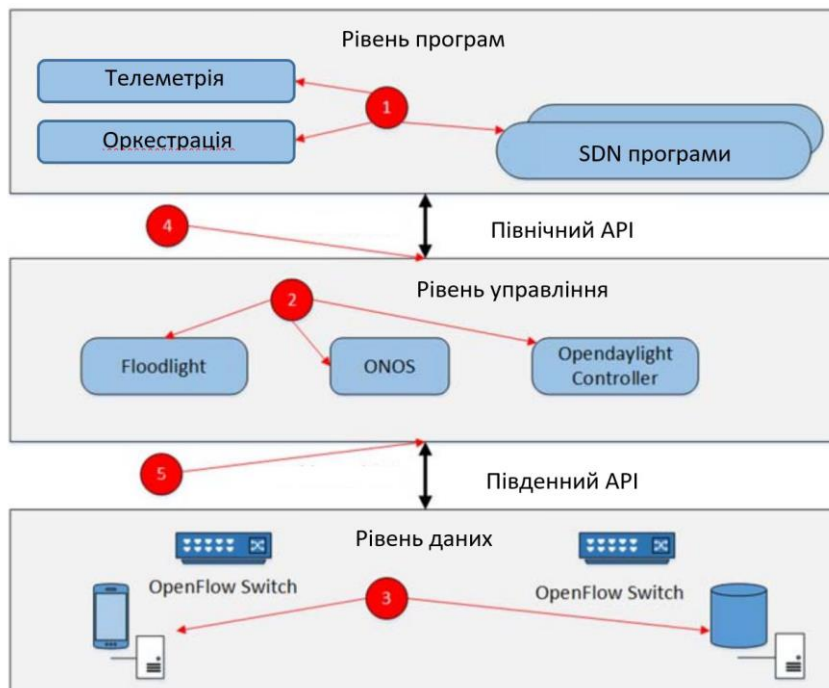 Рівень програм
Телеметрія
1
Оркестрація
SDN програми
4
Північний API
Рівень управління
2
Floodlight
ONOS
Opendaylight
Controller
5
Південний API
Рівень даних
OpenFlow Switch
OpenFlow Switch
3